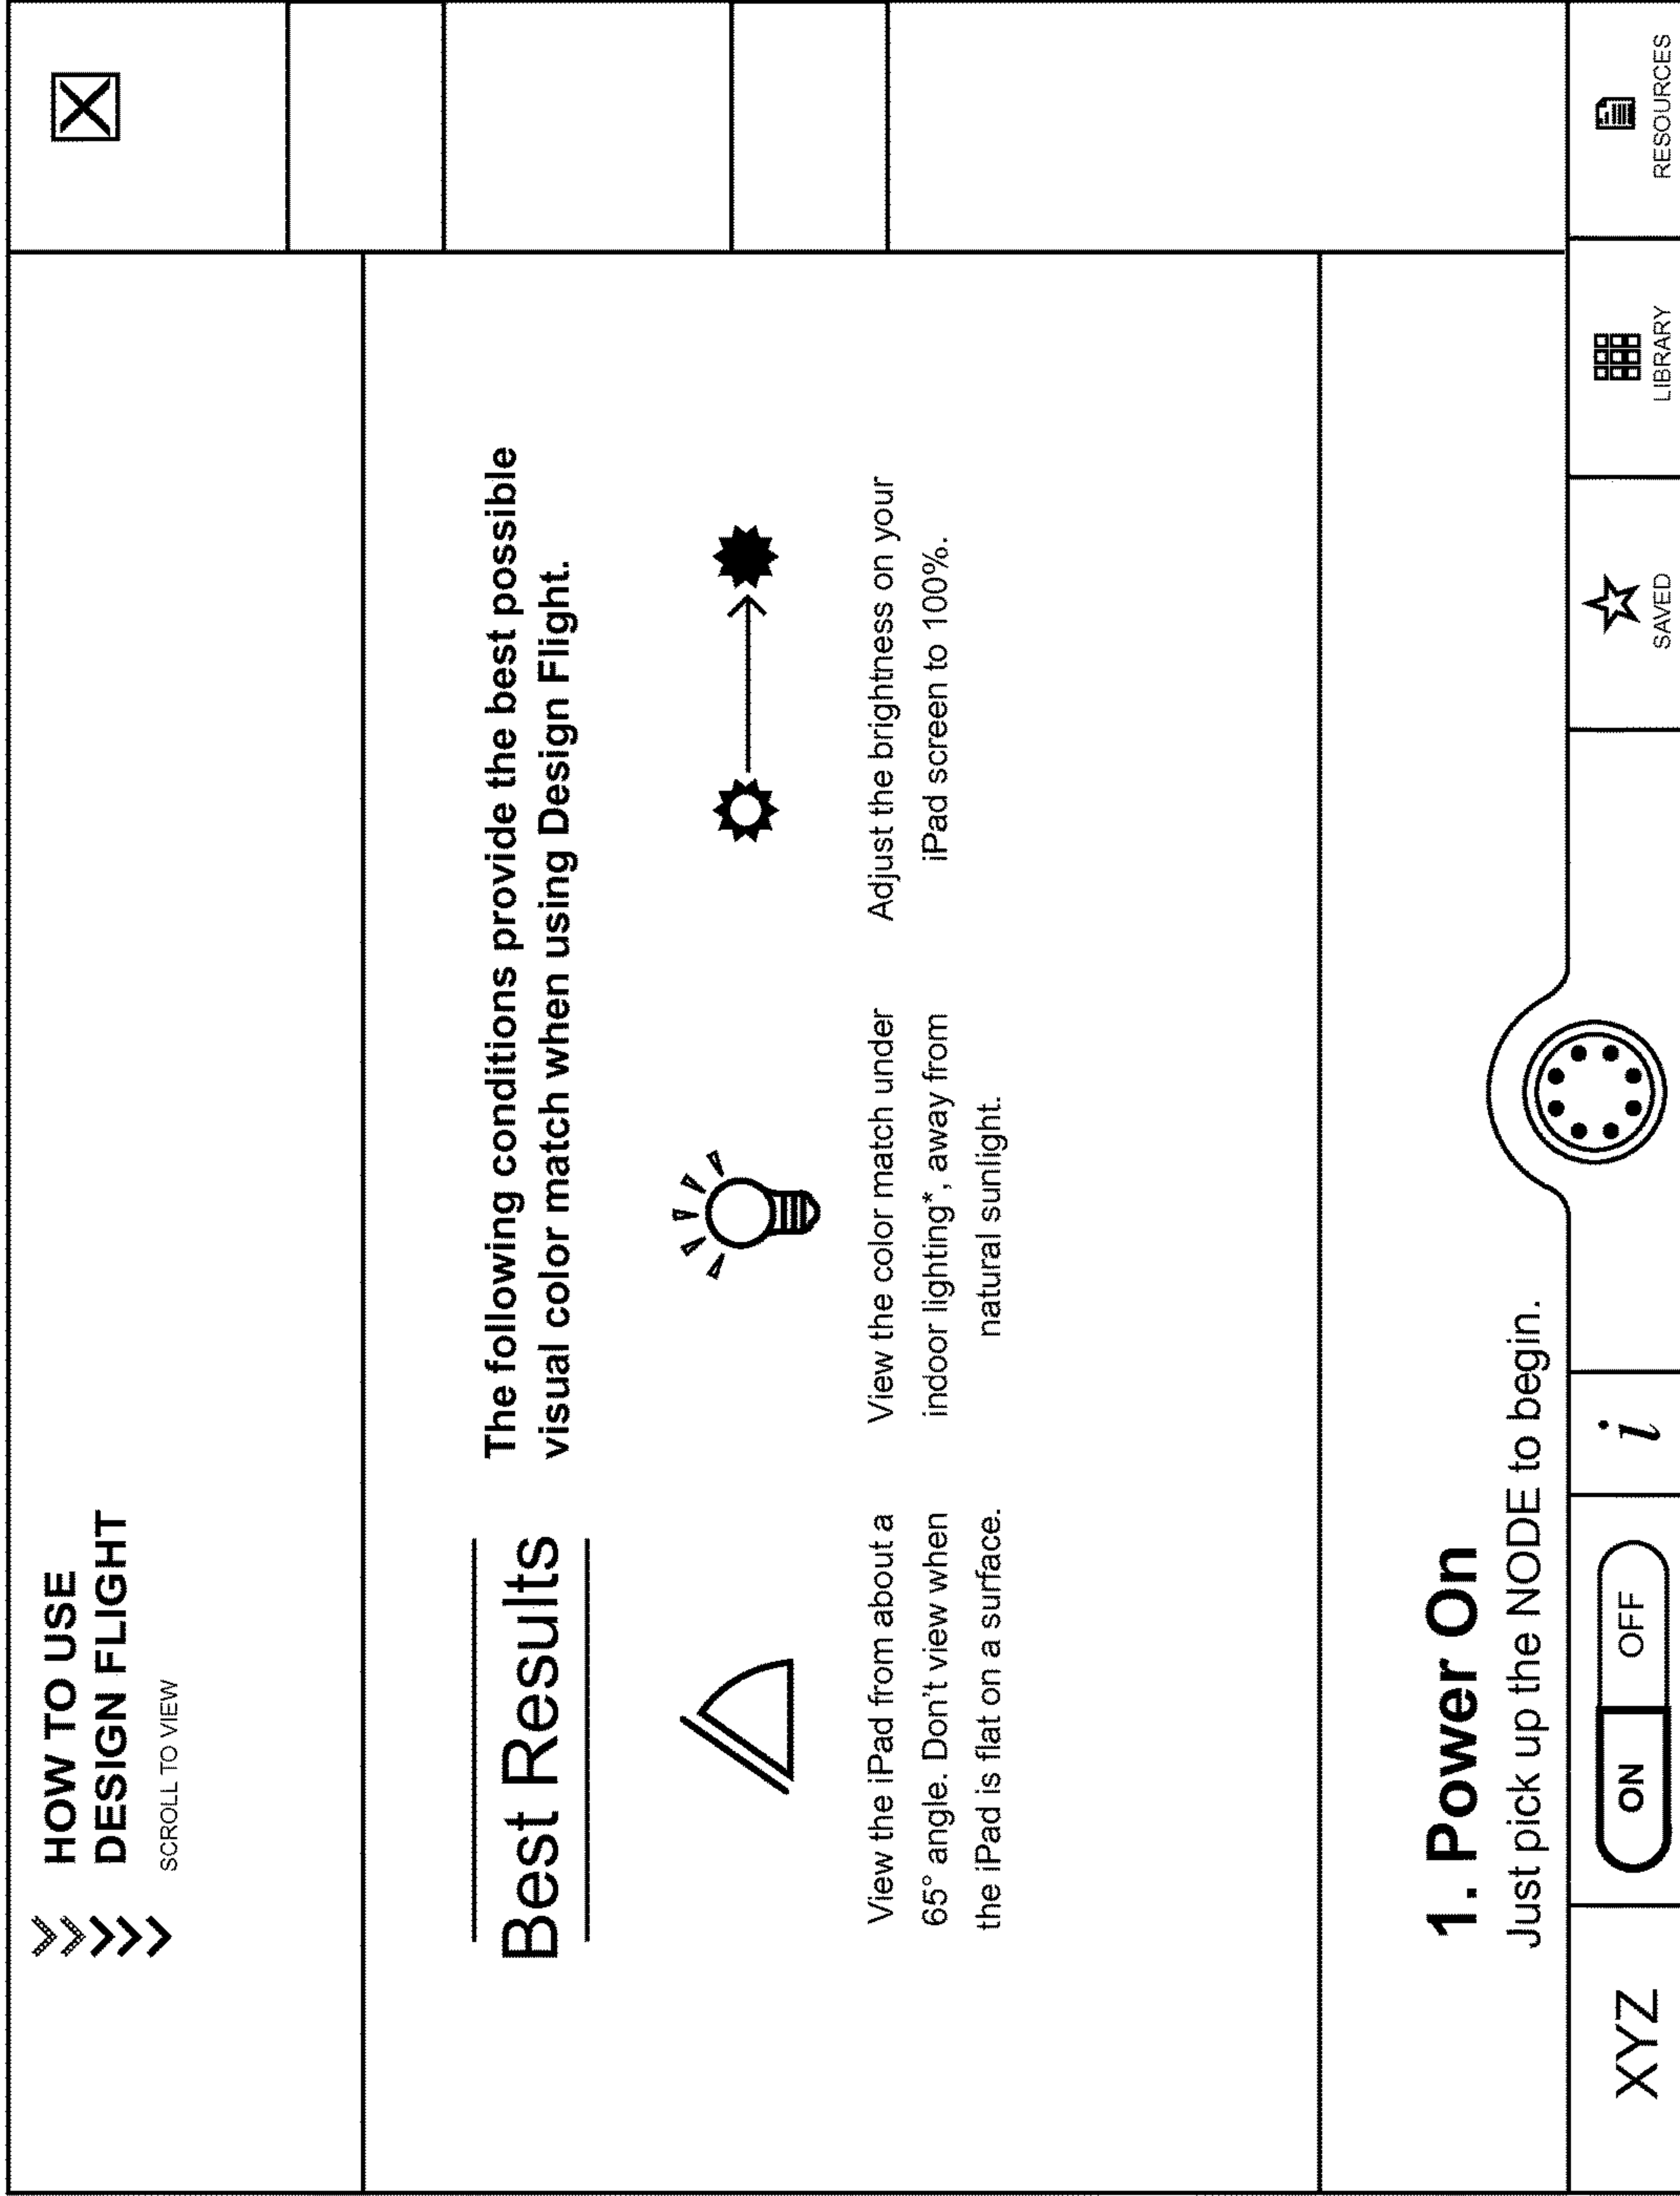 HOW TO USE
DESIGN FLIGHT
SCROLL TO VIEW
X
Best Results
The following conditions provide the best possible
visual color match when using Design Flight.
View the iPad from about a
65° angle. Don't view when
the iPad is flat on a surface.
View the color match under
indoor lighting*, away from
natural sunlight.
Adjust the brightness on your
iPad screen to 100%.
1. Power On
Just pick up the NODE to begin.
XYZ
ON OFF
i
SAVED
LIBRARY
RESOURCES